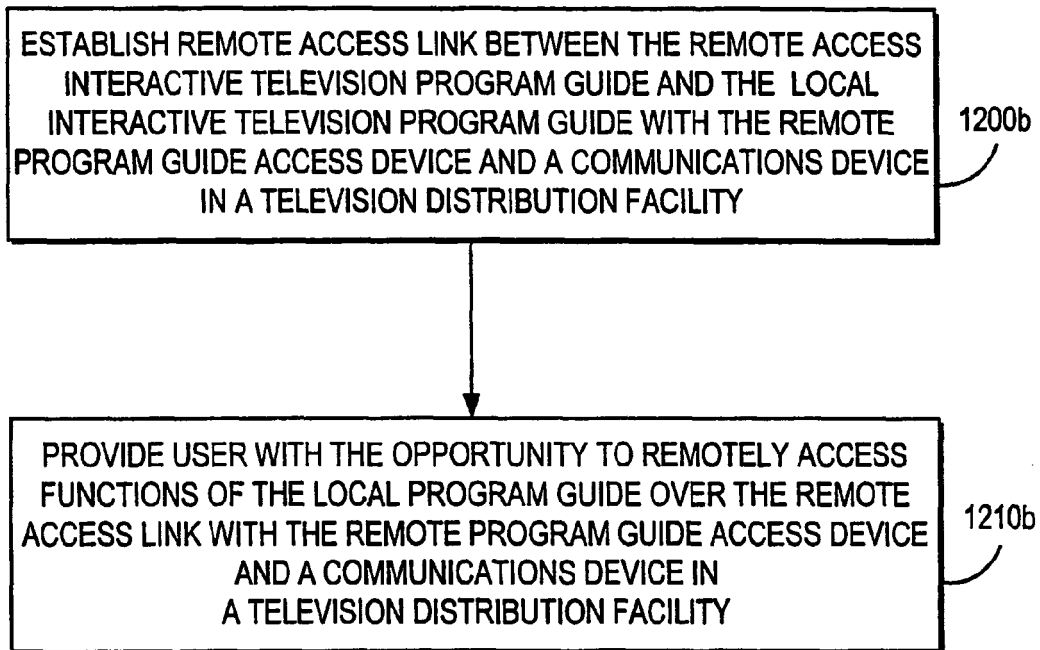 ESTABLISH REMOTE ACCESS LINK BETWEEN THE REMOTE ACCESS
INTERACTIVE TELEVISION PROGRAM GUIDE AND THE LOCAL
INTERACTIVE TELEVISION PROGRAM GUIDE WITH THE REMOTE
PROGRAM GUIDE ACCESS DEVICE AND A COMMUNICATIONS DEVICE
IN A TELEVISION DISTRIBUTION FACILITY
1200b
PROVIDE USER WITH THE OPPORTUNITY TO REMOTELY ACCESS
FUNCTIONS OF THE LOCAL PROGRAM GUIDE OVER THE REMOTE
ACCESS LINK WITH THE REMOTE PROGRAM GUIDE ACCESS DEVICE
AND A COMMUNICATIONS DEVICE IN
A TELEVISION DISTRIBUTION FACILITY
1210b